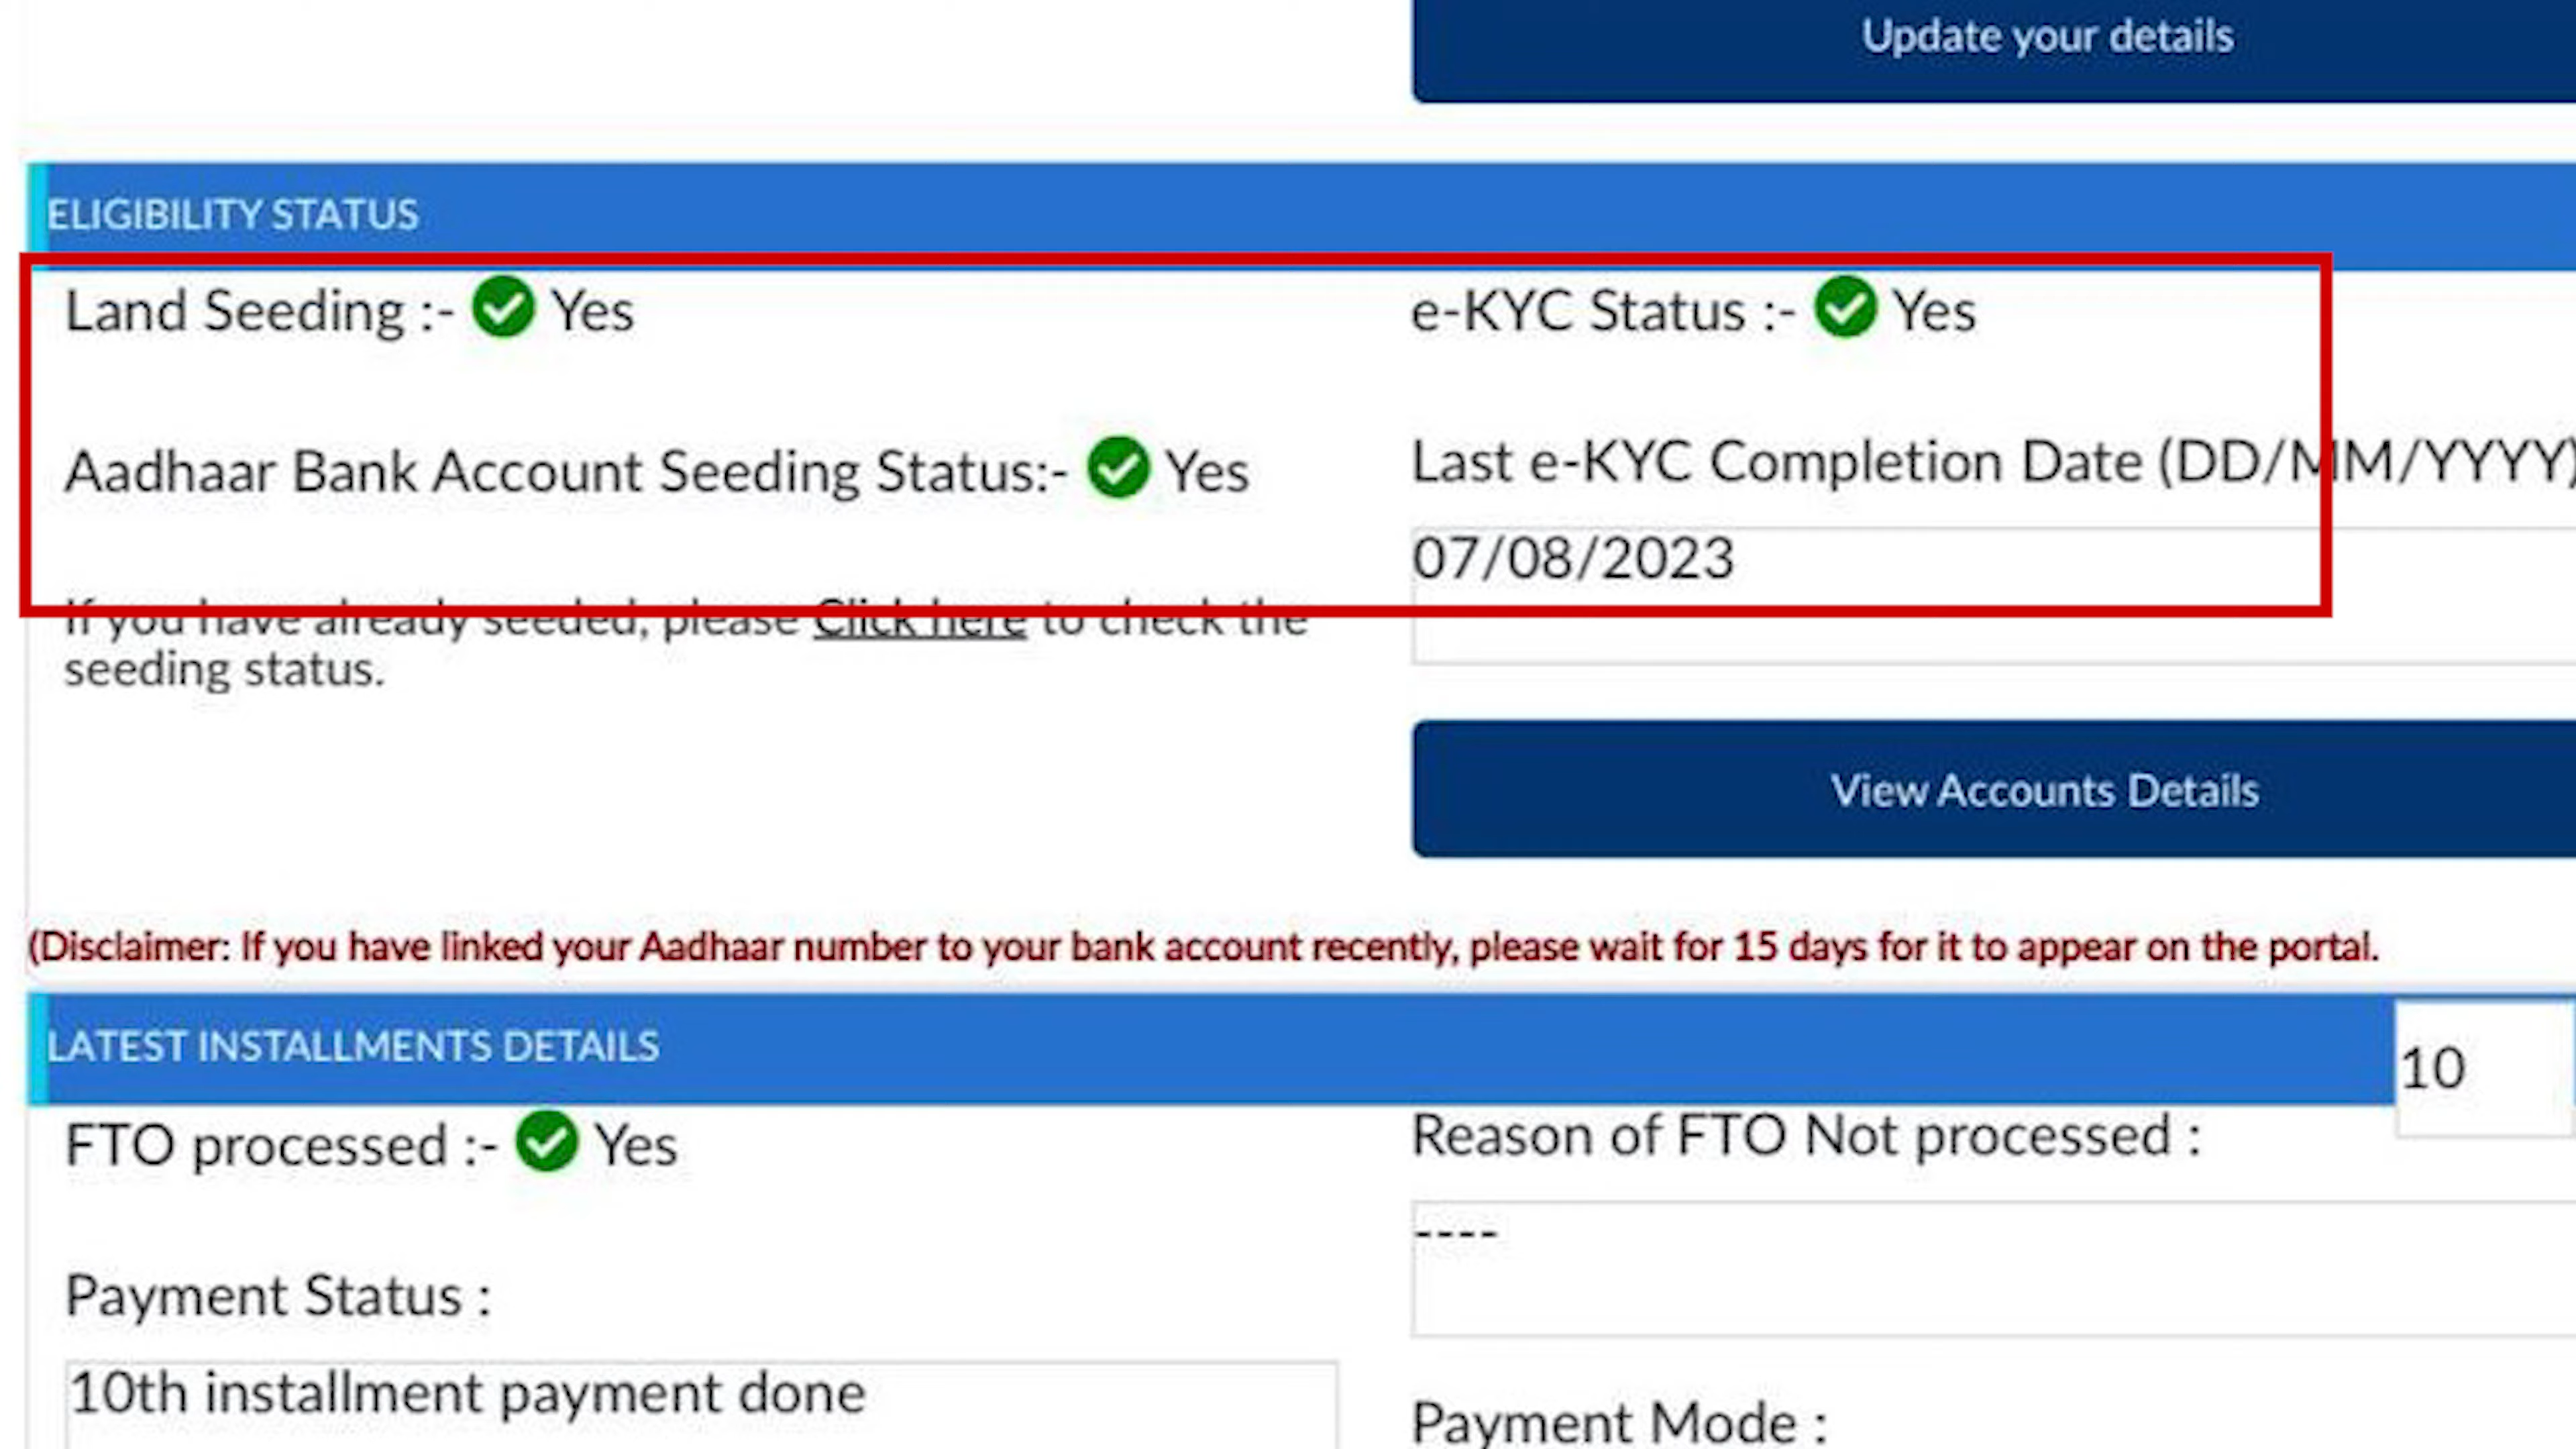 Update your details
ELIGIBILITY STATUS
Land Seeding :- Yes
e-KYC Status :- Yes
Aadhaar Bank Account Seeding Status:- Yes
Last e-KYC Completion Date (DD/MM/YYYY)
07/08/2023
If you have already seeded, please Click here to check the
seeding status.
View Accounts Details
(Disclaimer: If you have linked your Aadhaar number to your bank account recently, please wait for 15 days for it to appear on the portal.
LATEST INSTALLMENTS DETAILS
10
FTO processed :- Yes
Reason of FTO Not processed :
----
Payment Status :
10th installment payment done
Payment Mode :